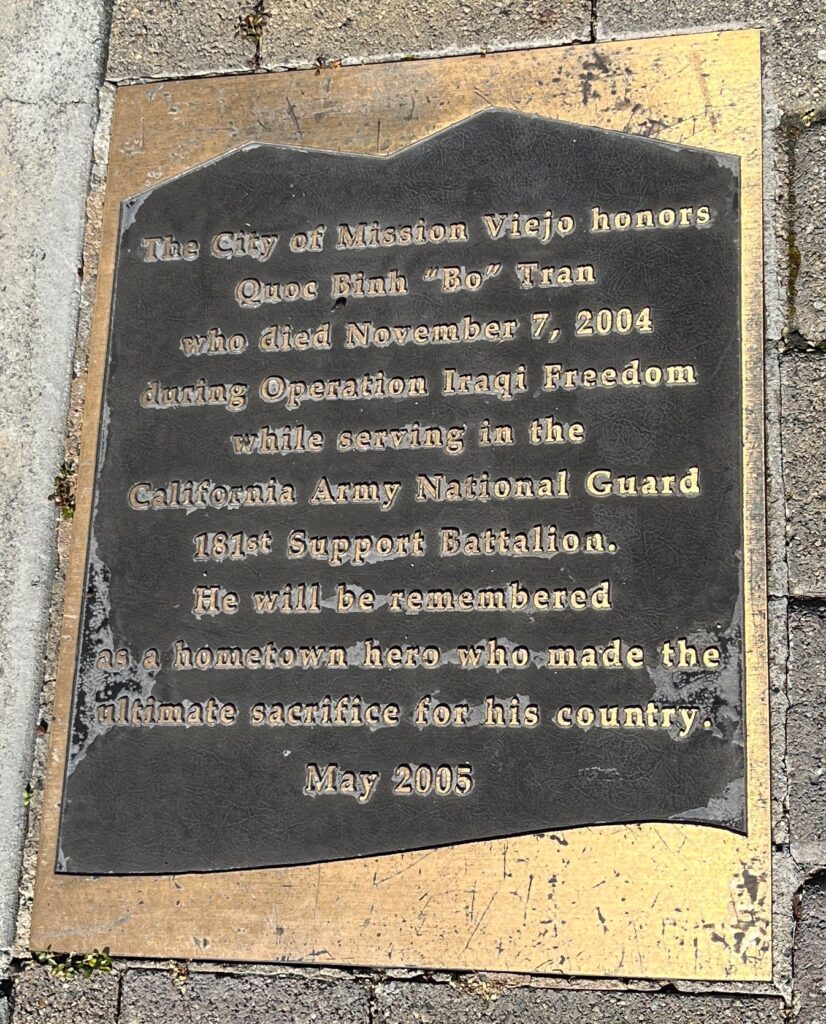 The City of Mission Viejo honors
Quoc Binh "Bo" Tran
who died November 7, 2004
during Operation Iraqi Freedom
while serving in the
California Army National Guard
181st Support Battalion.
He will be remembered
as a hometown hero who made the
ultimate sacrifice for his country.
May 2005